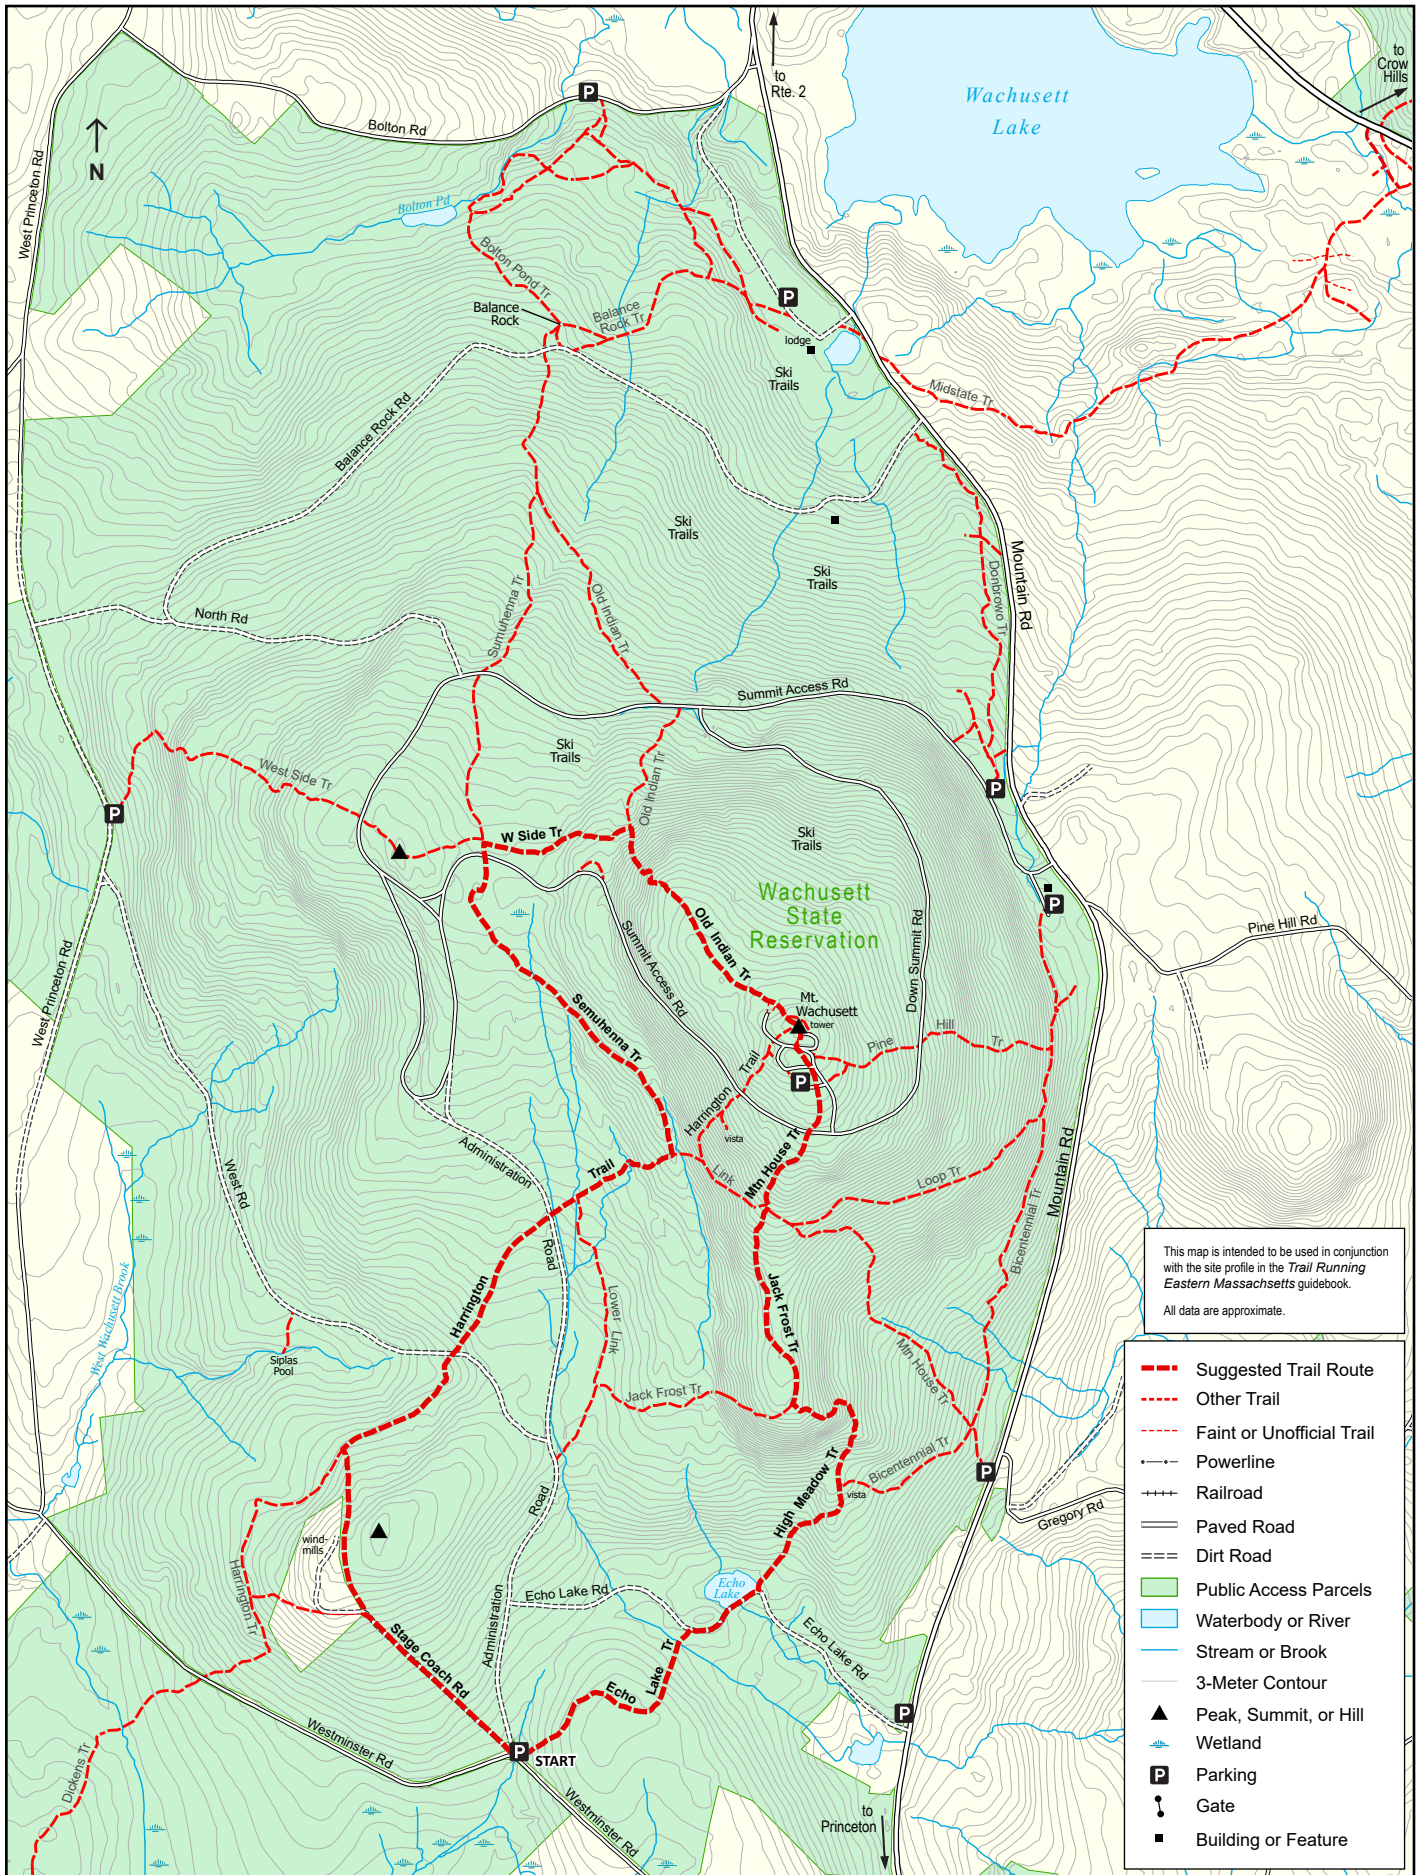 to
Rte. 2
Wachusett
Lake
to
Crow
Hills
P
Bolton Rd
N
West Princeton Rd
Bolton Pd
Bolton Pond Tr
Balance
Rock
Balance
Rock Tr
P
lodge
Ski
Trails
Midstate Tr
Balance Rock Rd
Ski
Trails
Ski
Trails
Mountain Rd
Donbrowo Tr
North Rd
Sumuhenna Tr
Old Indian Tr
Summit Access Rd
Ski
Trails
West Side Tr
Old Indian Tr
P
P
W Side Tr
Ski
Trails
Wachusett
State
Reservation
P
Pine Hill Rd
Old Indian Tr
Summit Access Rd
Down Summit Rd
West Princeton Rd
Semuhenna Tr
Mt.
Wachusett
tower
Pine Hill Tr
P
Harrington Trail
vista
Mtn House Tr
Administration
Road
West Rd
Harrington Trail
Link
Loop Tr
Mountain Rd
Bicentennial Tr
West Wachusett Brook
Jack Frost Tr
Lower Link
Siplas
Pool
Mtn House Tr
Jack Frost Tr
This map is intended to be used in conjunction
with the site profile in the Trail Running
Eastern Massachsetts guidebook.
All data are approximate.
Bicentennial Tr
vista
High Meadow Tr
P
Gregory Rd
wind-
mills
Harrington Tr
Administration Road
Echo Lake Rd
Echo
Lake
Echo Lake Rd
Stage Coach Rd
Echo Lake Tr
P
Westminster Rd
P
START
Dickens Tr
Westminster Rd
to
Princeton
Suggested Trail Route
Other Trail
Faint or Unofficial Trail
Powerline
Railroad
Paved Road
Dirt Road
Public Access Parcels
Waterbody or River
Stream or Brook
3-Meter Contour
Peak, Summit, or Hill
Wetland
P
Parking
Gate
Building or Feature